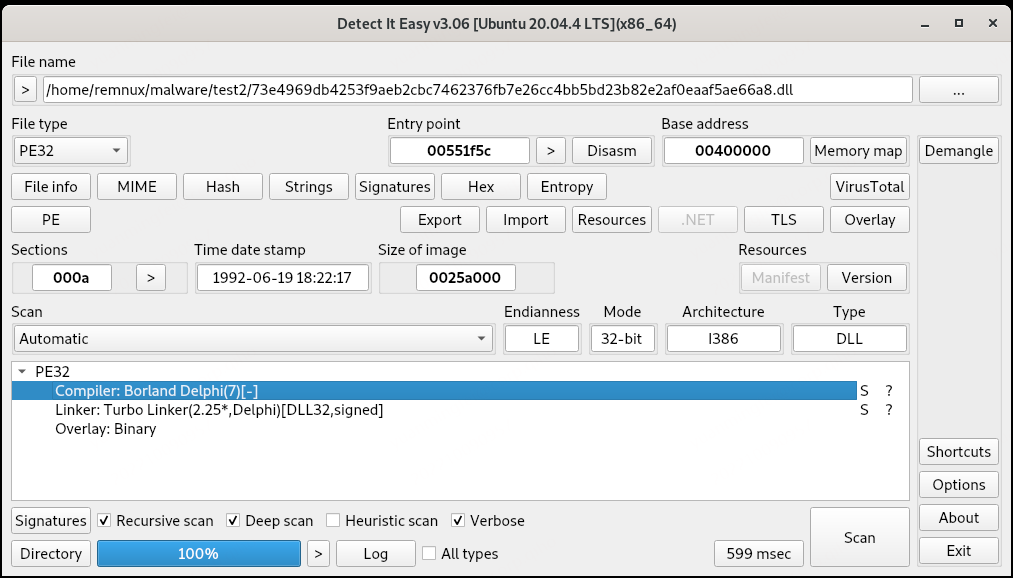 Detect It Easy v3.06 [Ubuntu 20.04.4 LTS](x86_64)
File name
> /home/remnux/malware/test2/73e4969db4253f9aeb2cbc7462376fb7e26cc4bb5bd23b82e2af0eaaf5ae66a8.dll ...
File type Entry point Base address
PE32 00551f5c > Disasm 00400000 Memory map Demangle
File info MIME Hash Strings Signatures Hex Entropy VirusTotal
PE Export Import Resources .NET TLS Overlay
Sections Time date stamp Size of image Resources
000a > 1992-06-19 18:22:17 0025a000 Manifest Version
Scan Endianness Mode Architecture Type
Automatic LE 32-bit I386 DLL
PE32
Compiler: Borland Delphi(7)[-] S ?
Linker: Turbo Linker(2.25*,Delphi)[DLL32,signed] S ?
Overlay: Binary
Shortcuts
Options
Signatures Recursive scan Deep scan Heuristic scan Verbose Scan About
Directory 100% > Log All types 599 msec Exit